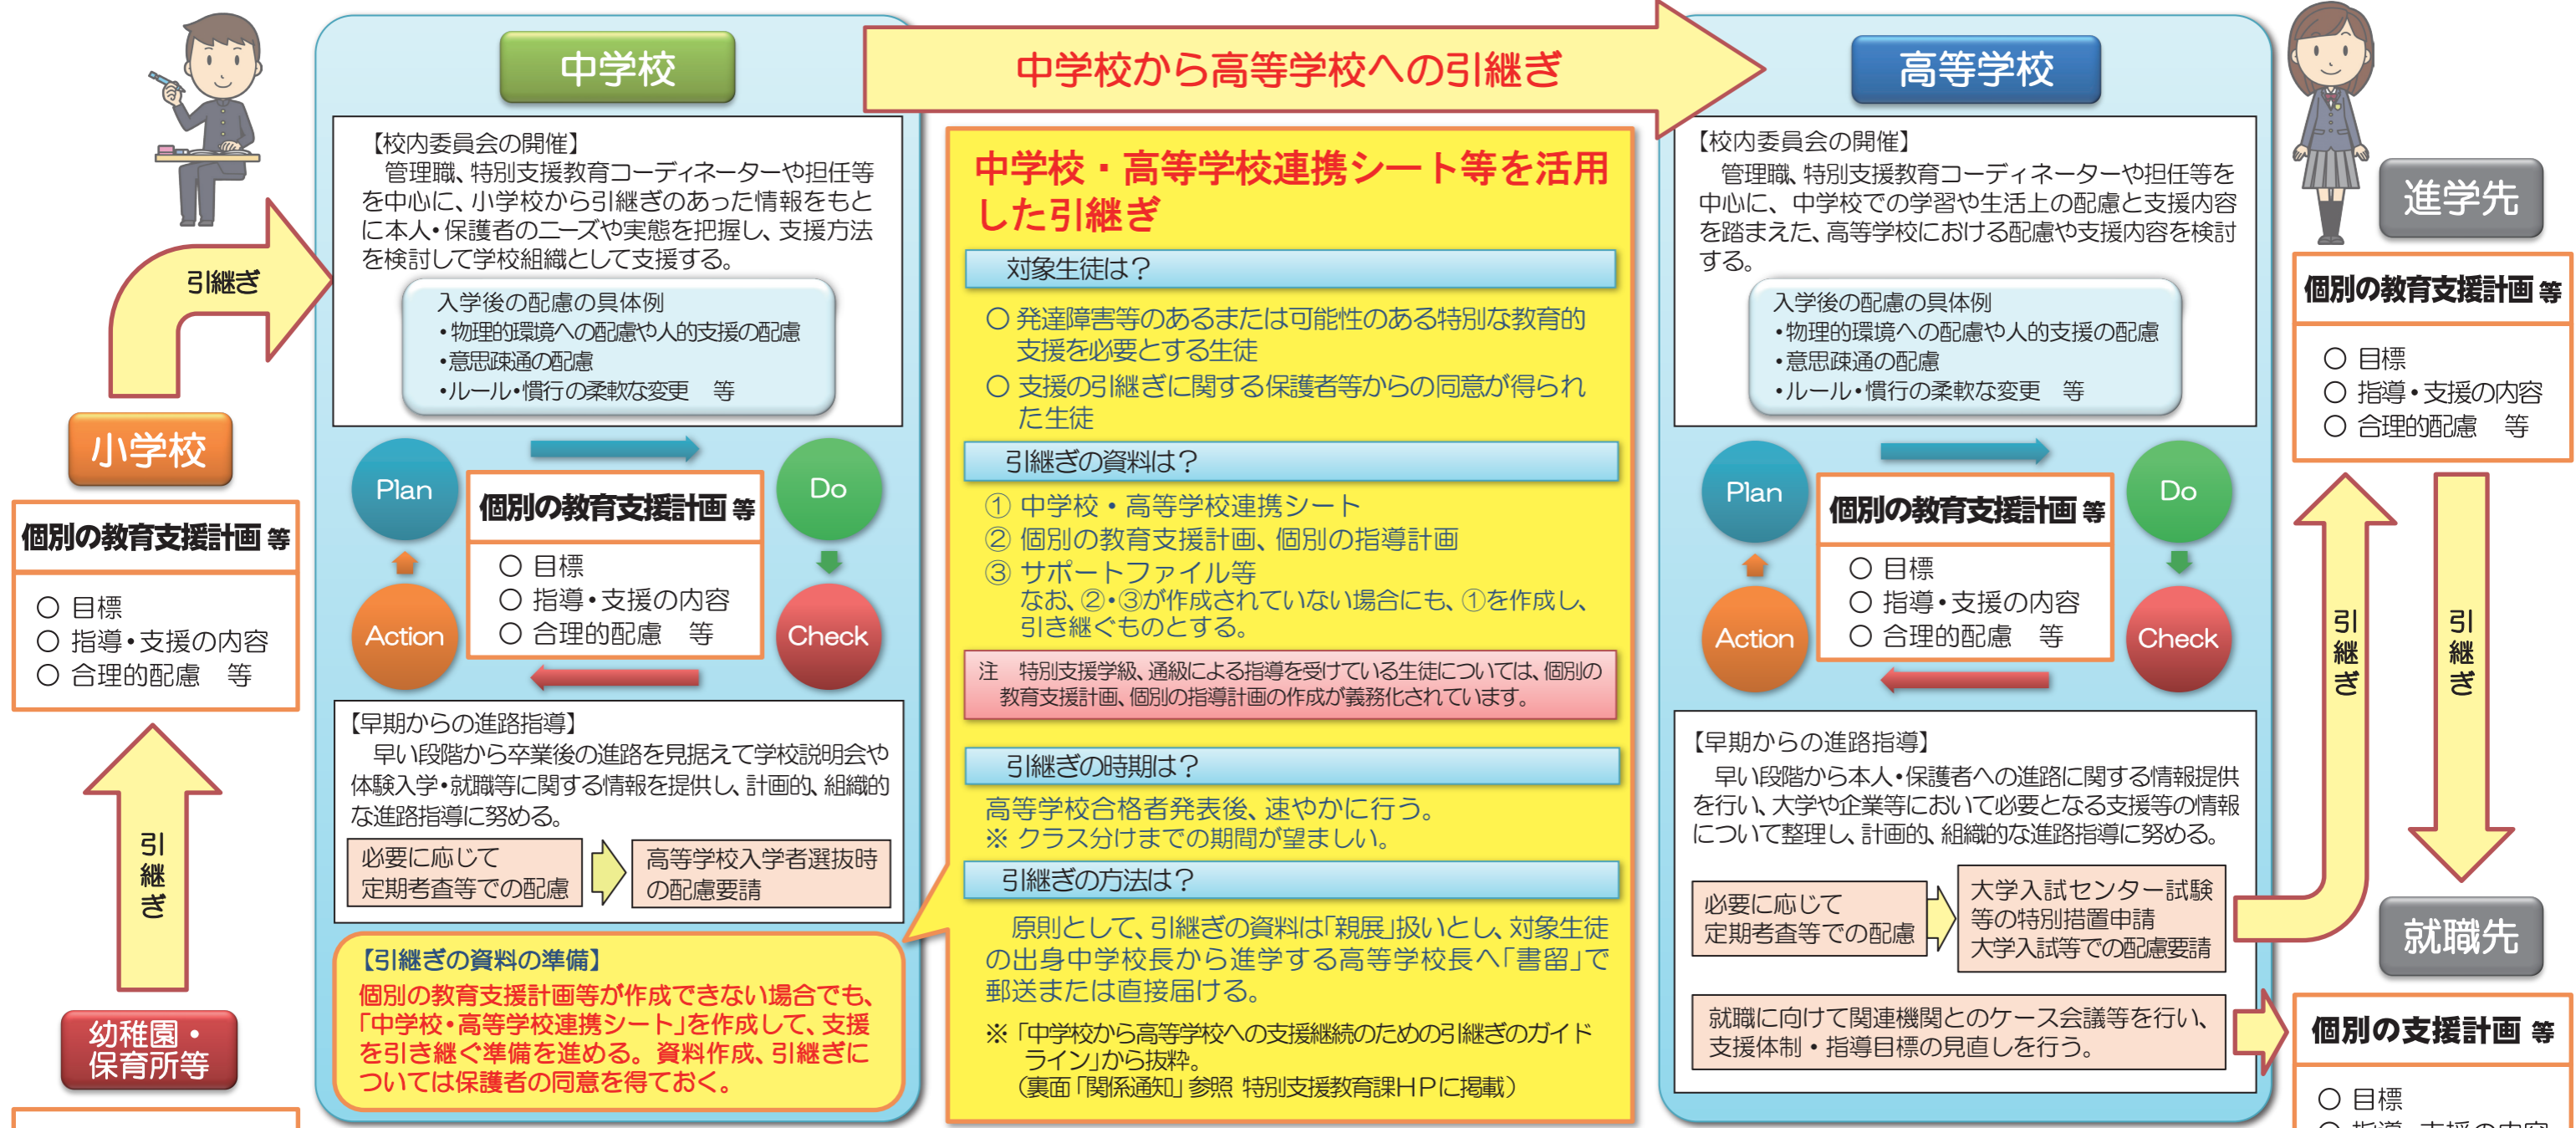 中学校から高等学校への引継ぎ
幼稚園・
保育所等
引継ぎ
小学校
個別の教育支援計画 等
○ 目標
○ 指導・支援の内容
○ 合理的配慮　等
引継ぎ
中学校
【校内委員会の開催】
管理職、特別支援教育コーディネーターや担任等
を中心に、小学校から引継ぎのあった情報をもと
に本人・保護者のニーズや実態を把握し、支援方法
を検討して学校組織として支援する。
入学後の配慮の具体例
・物理的環境への配慮や人的支援の配慮
・意思疎通の配慮
・ルール・慣行の柔軟な変更　等
Plan
Do
Check
Action
個別の教育支援計画 等
○ 目標
○ 指導・支援の内容
○ 合理的配慮　等
【早期からの進路指導】
早い段階から卒業後の進路を見据えて学校説明会や
体験入学・就職等に関する情報を提供し、計画的、組織的
な進路指導に努める。
必要に応じて
定期考査等での配慮
高等学校入学者選抜時
の配慮要請
【引継ぎの資料の準備】
個別の教育支援計画等が作成できない場合でも、
「中学校・高等学校連携シート」を作成して、支援
を引き継ぐ準備を進める。資料作成、引継ぎに
ついては保護者の同意を得ておく。
中学校・高等学校連携シート等を活用
した引継ぎ
対象生徒は？
○ 発達障害等のあるまたは可能性のある特別な教育的
支援を必要とする生徒
○ 支援の引継ぎに関する保護者等からの同意が得られ
た生徒
引継ぎの資料は？
① 中学校・高等学校連携シート
② 個別の教育支援計画、個別の指導計画
③ サポートファイル等
なお、②・③が作成されていない場合にも、①を作成し、
引き継ぐものとする。
注　特別支援学級、通級による指導を受けている生徒については、個別の
教育支援計画、個別の指導計画の作成が義務化されています。
引継ぎの時期は？
高等学校合格者発表後、速やかに行う。
※ クラス分けまでの期間が望ましい。
引継ぎの方法は？
原則として、引継ぎの資料は「親展」扱いとし、対象生徒
の出身中学校長から進学する高等学校長へ「書留」で
郵送または直接届ける。
※「中学校から高等学校への支援継続のための引継ぎのガイド
ライン」から抜粋。
（裏面「関係通知」参照 特別支援教育課ＨＰに掲載）
高等学校
【校内委員会の開催】
管理職、特別支援教育コーディネーターや担任等を
中心に、中学校での学習や生活上の配慮と支援内容
を踏まえた、高等学校における配慮や支援内容を検討
する。
入学後の配慮の具体例
・物理的環境への配慮や人的支援の配慮
・意思疎通の配慮
・ルール・慣行の柔軟な変更　等
Plan
Do
Check
Action
個別の教育支援計画 等
○ 目標
○ 指導・支援の内容
○ 合理的配慮　等
【早期からの進路指導】
早い段階から本人・保護者への進路に関する情報提供
を行い、大学や企業等において必要となる支援等の情報
について整理し、計画的、組織的な進路指導に努める。
必要に応じて
定期考査等での配慮
大学入試センター試験
等の特別措置申請
大学入試等での配慮要請
就職に向けて関連機関とのケース会議等を行い、
支援体制・指導目標の見直しを行う。
進学先
個別の教育支援計画 等
○ 目標
○ 指導・支援の内容
○ 合理的配慮　等
引継ぎ
引継ぎ
就職先
個別の支援計画 等
○ 目標
○ 指導・支援の内容